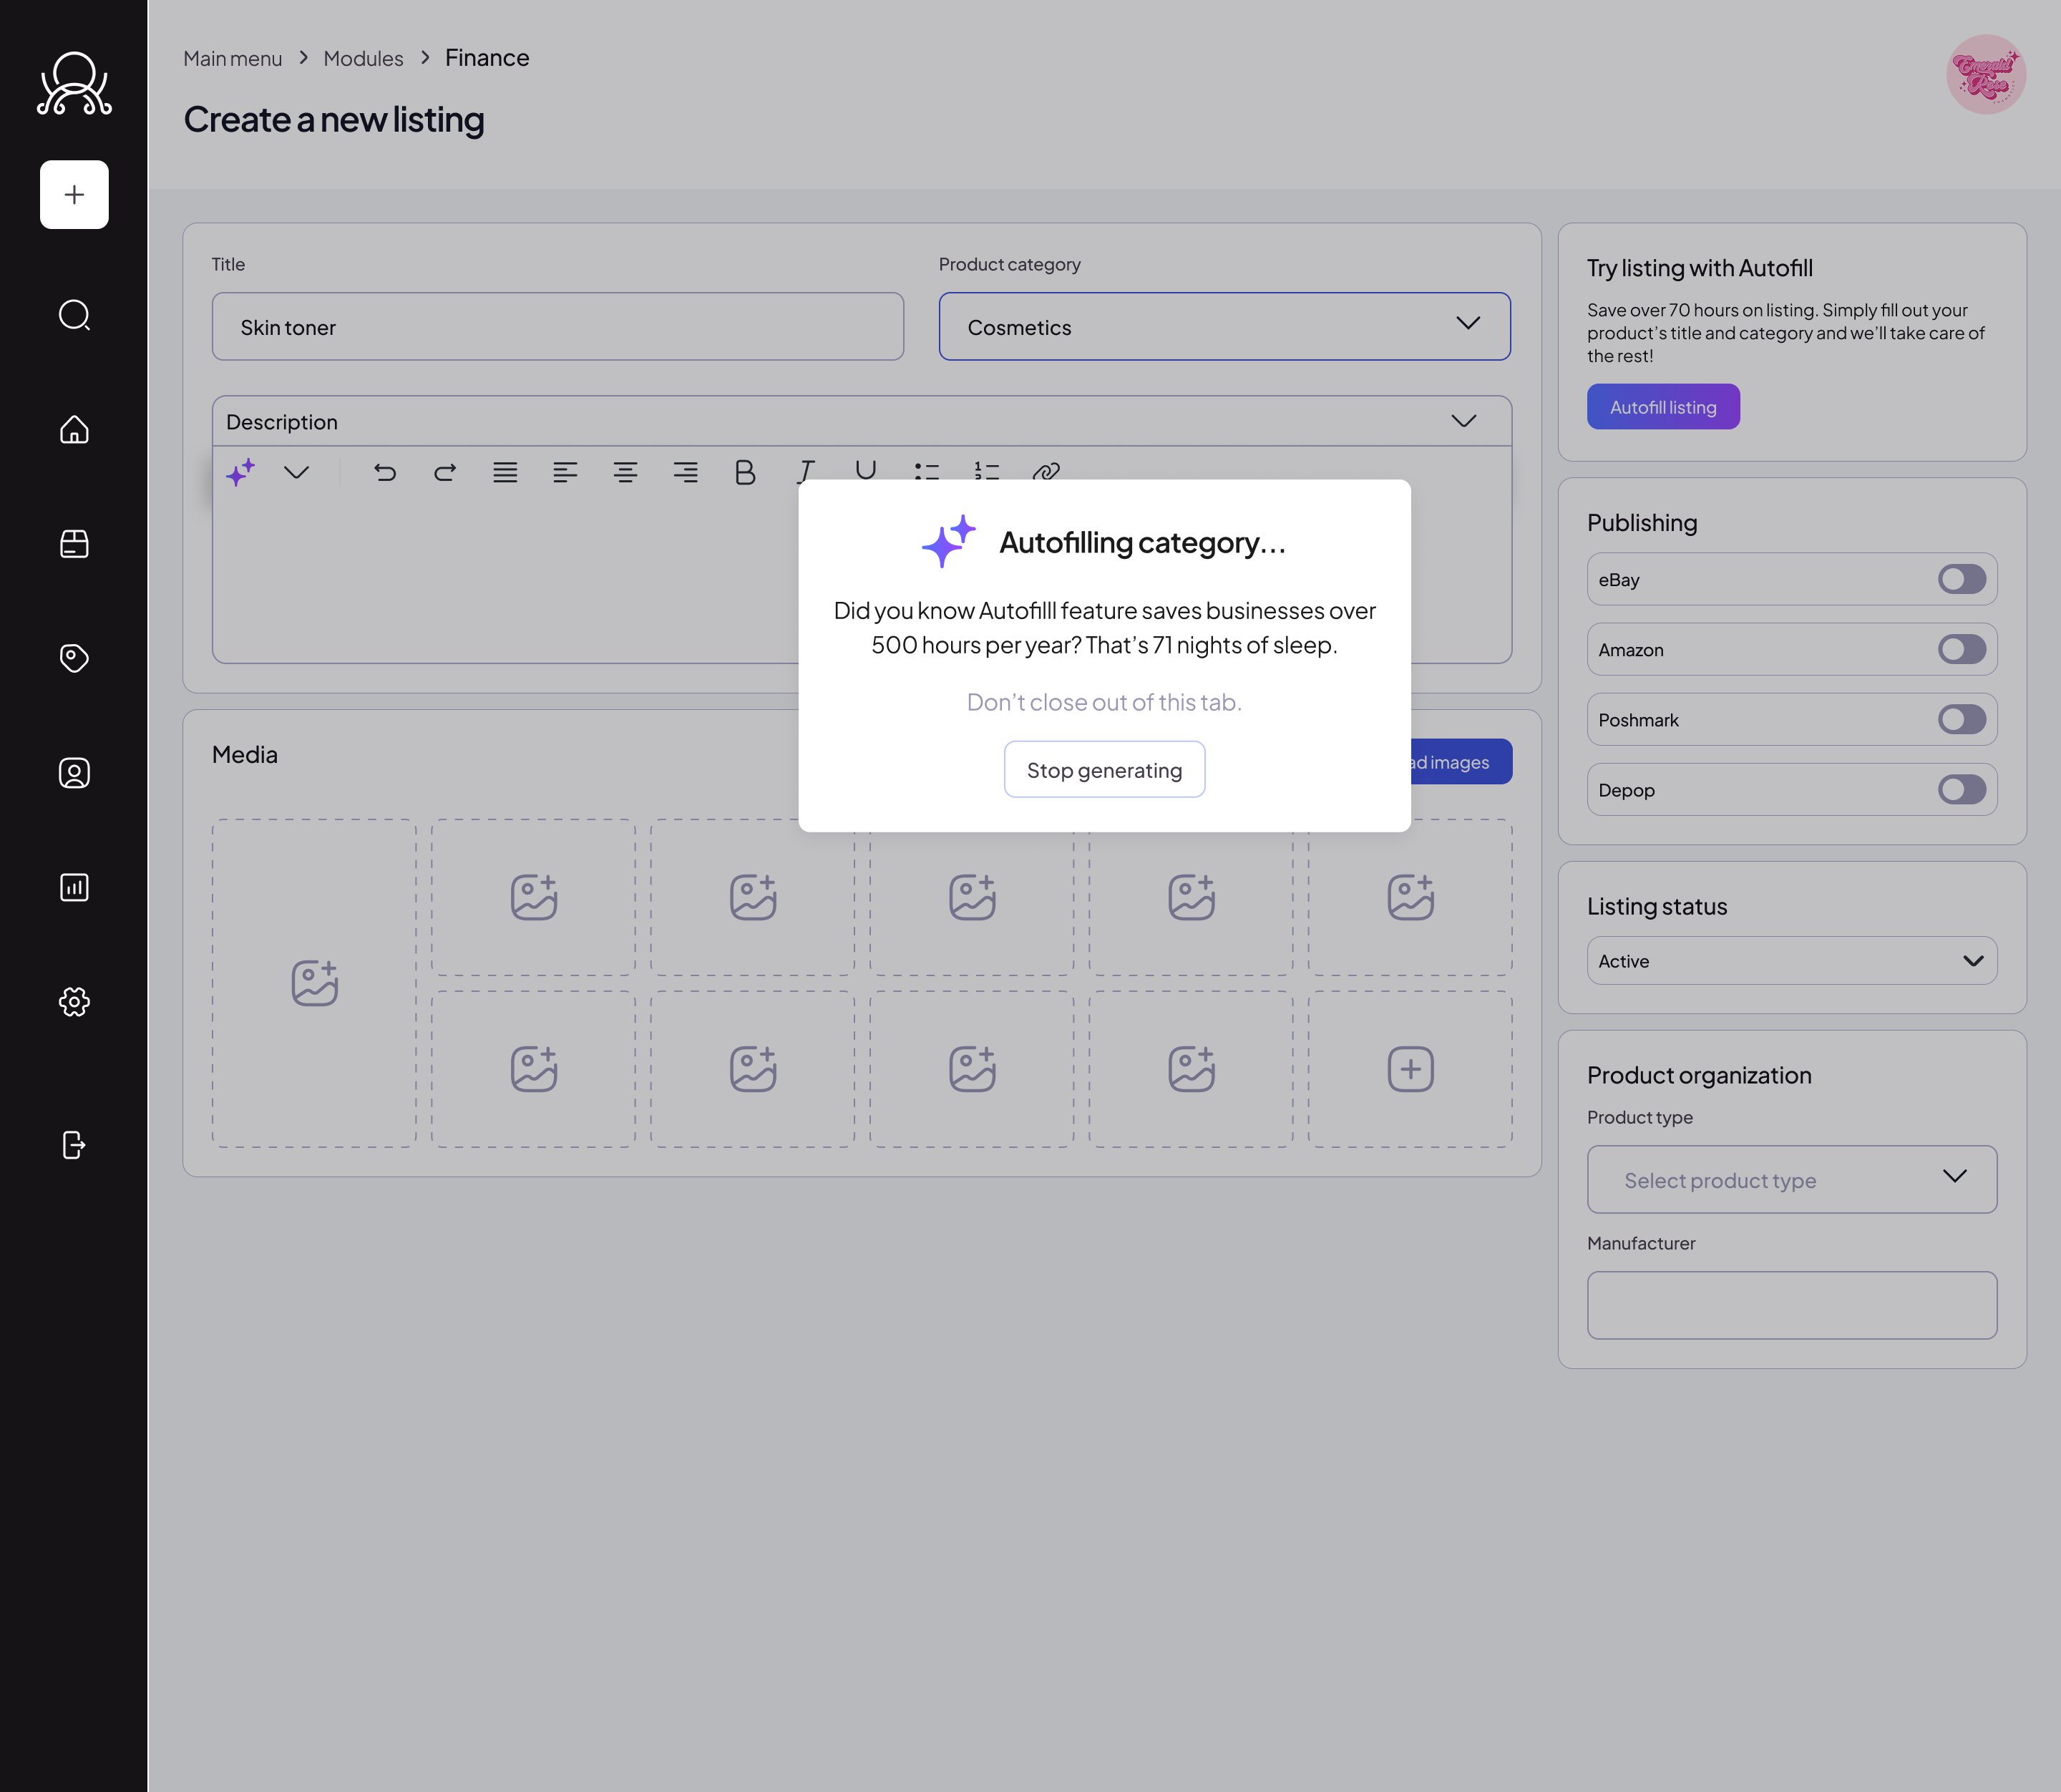 Main menu > Modules > Finance
Create a new listing
Emerald
Rose
Title
Skin toner
Product category
Cosmetics
Description
Autofilling category...
Did you know Autofilll feature saves businesses over
500 hours per year? That's 71 nights of sleep.
Don't close out of this tab.
Stop generating
Media
ad images
Try listing with Autofill
Save over 70 hours on listing. Simply fill out your
product's title and category and we'll take care of
the rest!
Autofill listing
Publishing
eBay
Amazon
Poshmark
Depop
Listing status
Active
Product organization
Product type
Select product type
Manufacturer